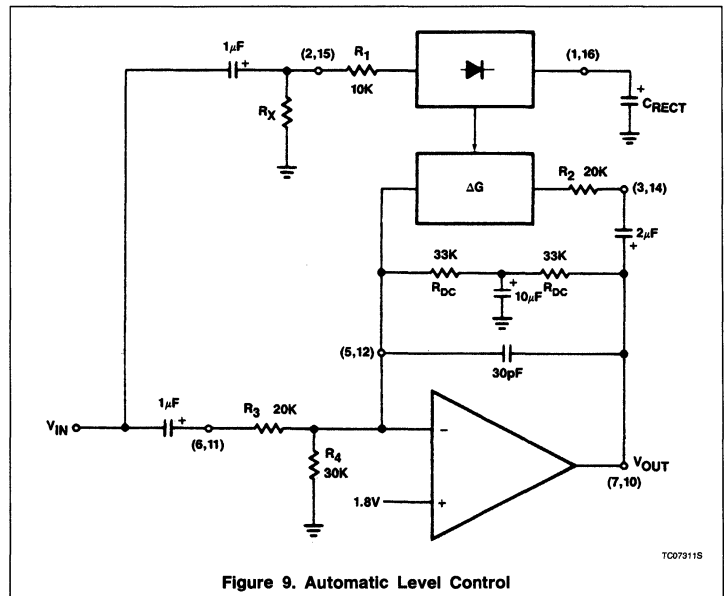 1μF
(2,15)
R1
10K
(1,16)
+
CRECT
RX
ΔG
R2 20K
(3,14)
2μF
+
33K
RDC
33K
RDC
+
10μF
(5,12)
30pF
1μF
VIN
+
(6,11)
R3 20K
R4
30K
−
1.8V
+
VOUT
(7,10)
TC07311S
Figure 9. Automatic Level Control